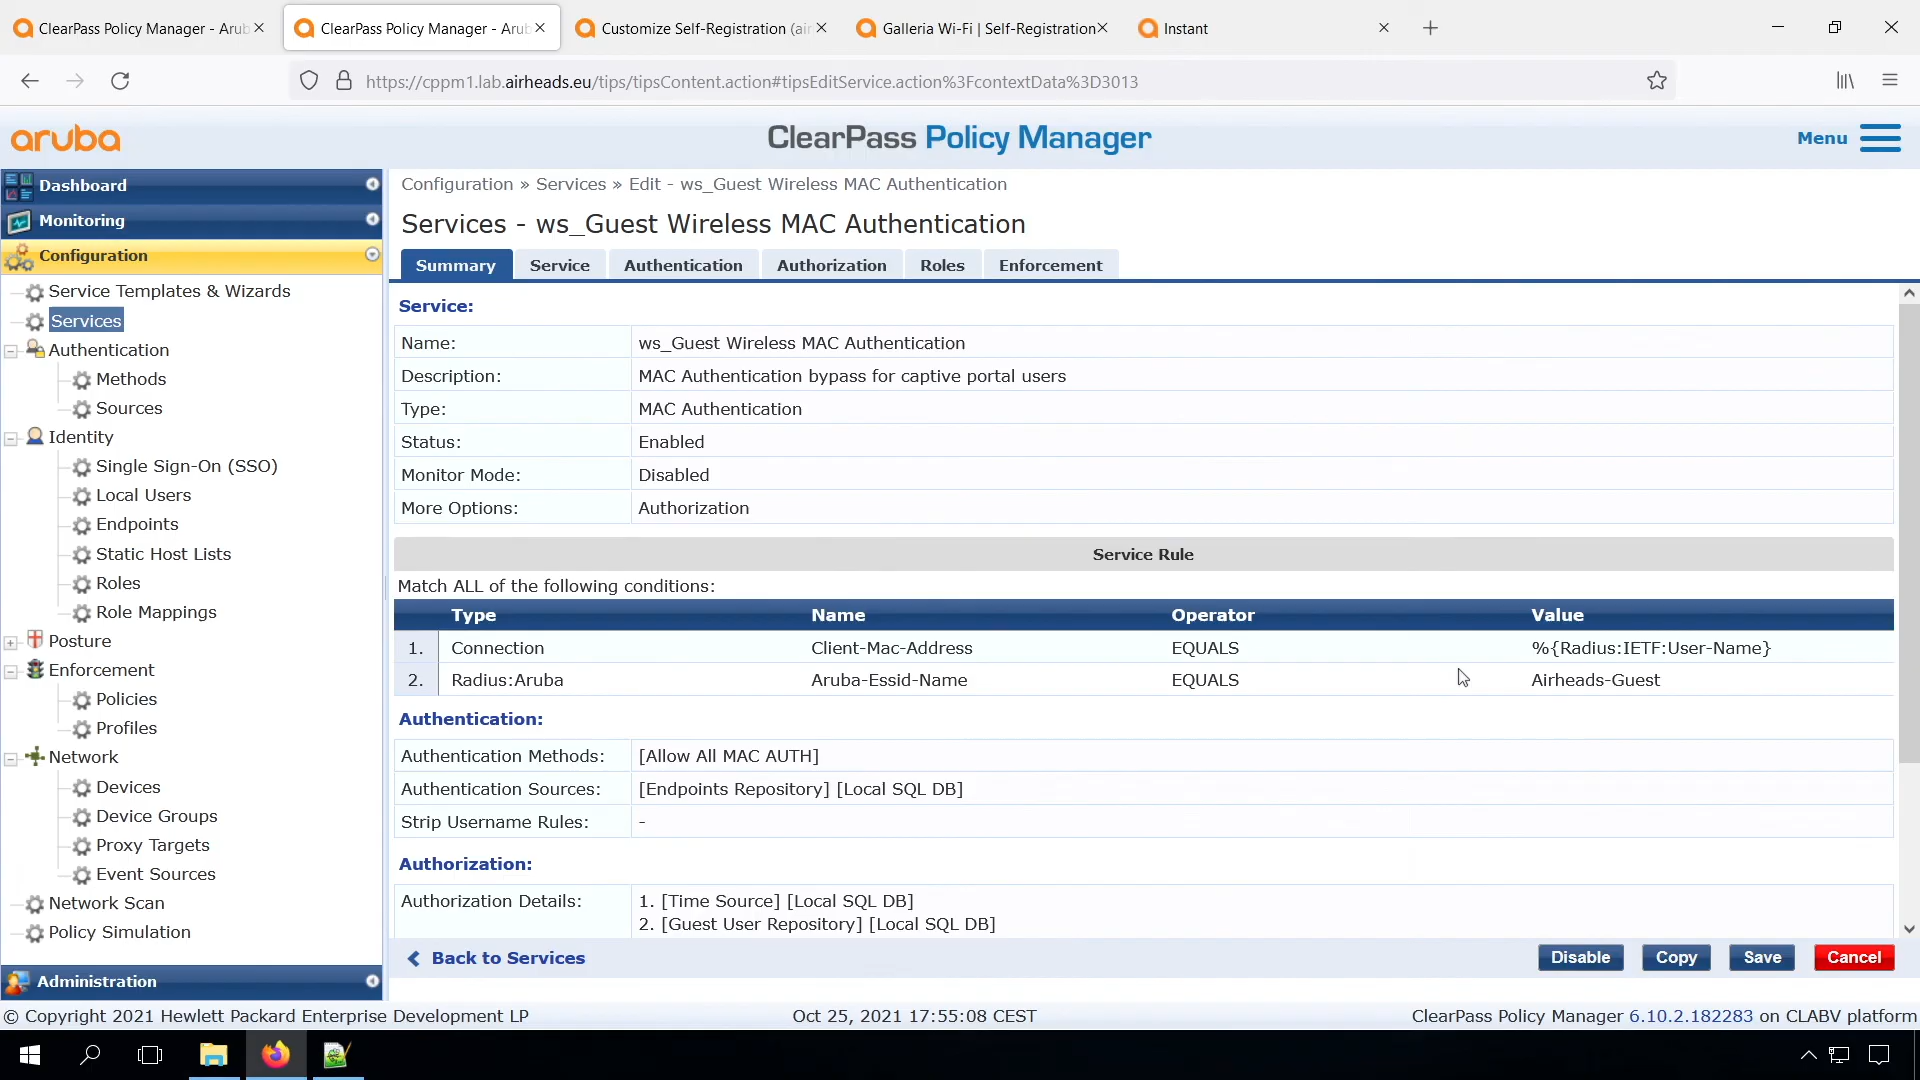 ClearPass Policy Manager - Arub
ClearPass Policy Manager - Arub
Customize Self-Registration (air
Galleria Wi-Fi | Self-Registration
Instant
https://cppm1.lab.airheads.eu/tips/tipsContent.action#tipsEditService.action%3FcontextData%3D3013
aruba
ClearPass Policy Manager
Menu
Dashboard
Monitoring
Configuration
Service Templates & Wizards
Services
Authentication
Methods
Sources
Identity
Single Sign-On (SSO)
Local Users
Endpoints
Static Host Lists
Roles
Role Mappings
Posture
Enforcement
Policies
Profiles
Network
Devices
Device Groups
Proxy Targets
Event Sources
Network Scan
Policy Simulation
Administration
Configuration » Services » Edit - ws_Guest Wireless MAC Authentication
Services - ws_Guest Wireless MAC Authentication
Summary Service Authentication Authorization Roles Enforcement
Service:
Name: ws_Guest Wireless MAC Authentication
Description: MAC Authentication bypass for captive portal users
Type: MAC Authentication
Status: Enabled
Monitor Mode: Disabled
More Options: Authorization
Service Rule
Match ALL of the following conditions:
Type Name Operator Value
1. Connection Client-Mac-Address EQUALS %{Radius:IETF:User-Name}
2. Radius:Aruba Aruba-Essid-Name EQUALS Airheads-Guest
Authentication:
Authentication Methods: [Allow All MAC AUTH]
Authentication Sources: [Endpoints Repository] [Local SQL DB]
Strip Username Rules: -
Authorization:
Authorization Details: 1. [Time Source] [Local SQL DB]
2. [Guest User Repository] [Local SQL DB]
Back to Services
Disable Copy Save Cancel
© Copyright 2021 Hewlett Packard Enterprise Development LP
Oct 25, 2021 17:55:08 CEST
ClearPass Policy Manager 6.10.2.182283 on CLABV platform